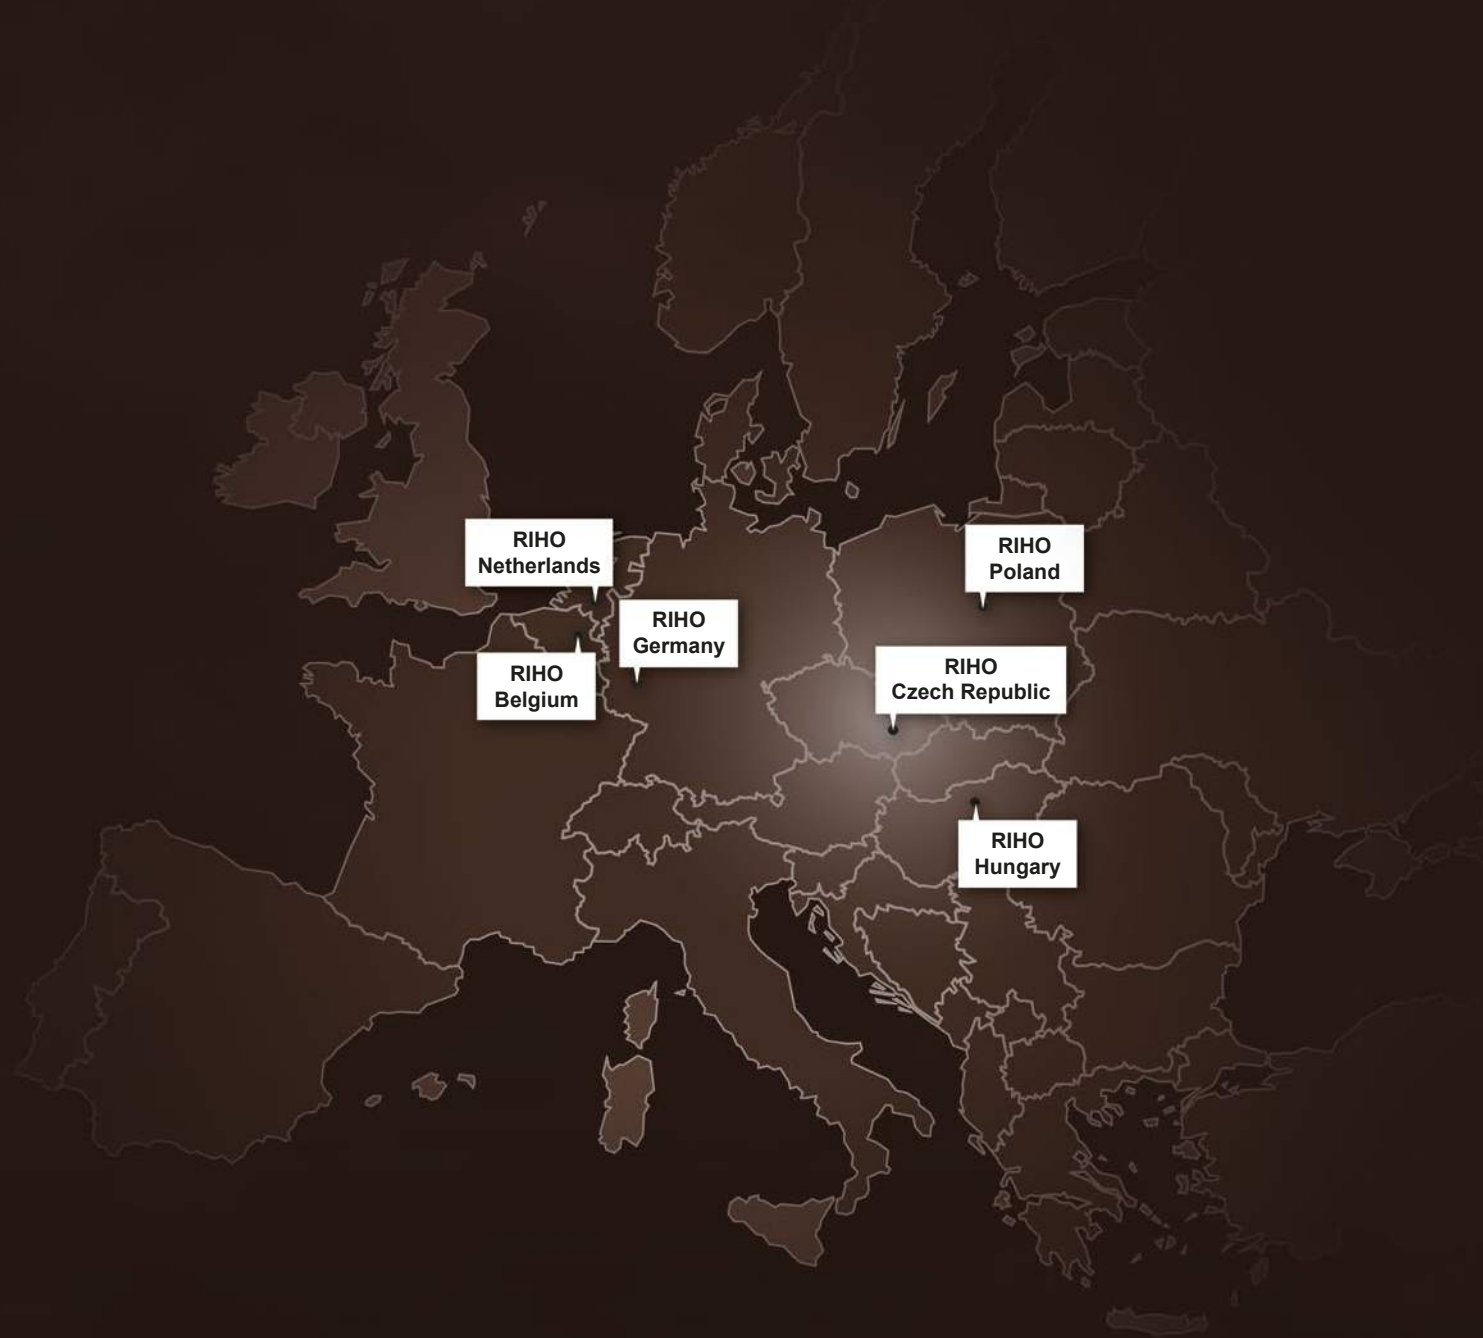 RIHO
Netherlands
RIHO
Poland
RIHO
Germany
RIHO
Belgium
RIHO
Czech Republic
RIHO
Hungary